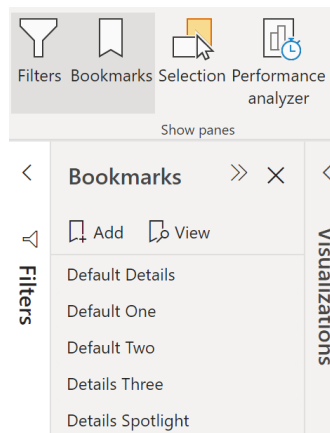 Filters Bookmarks Selection Performance analyzer
Show panes
Bookmarks
Add View
Filters
Default Details
Default One
Default Two
Details Three
Details Spotlight
Visualizations